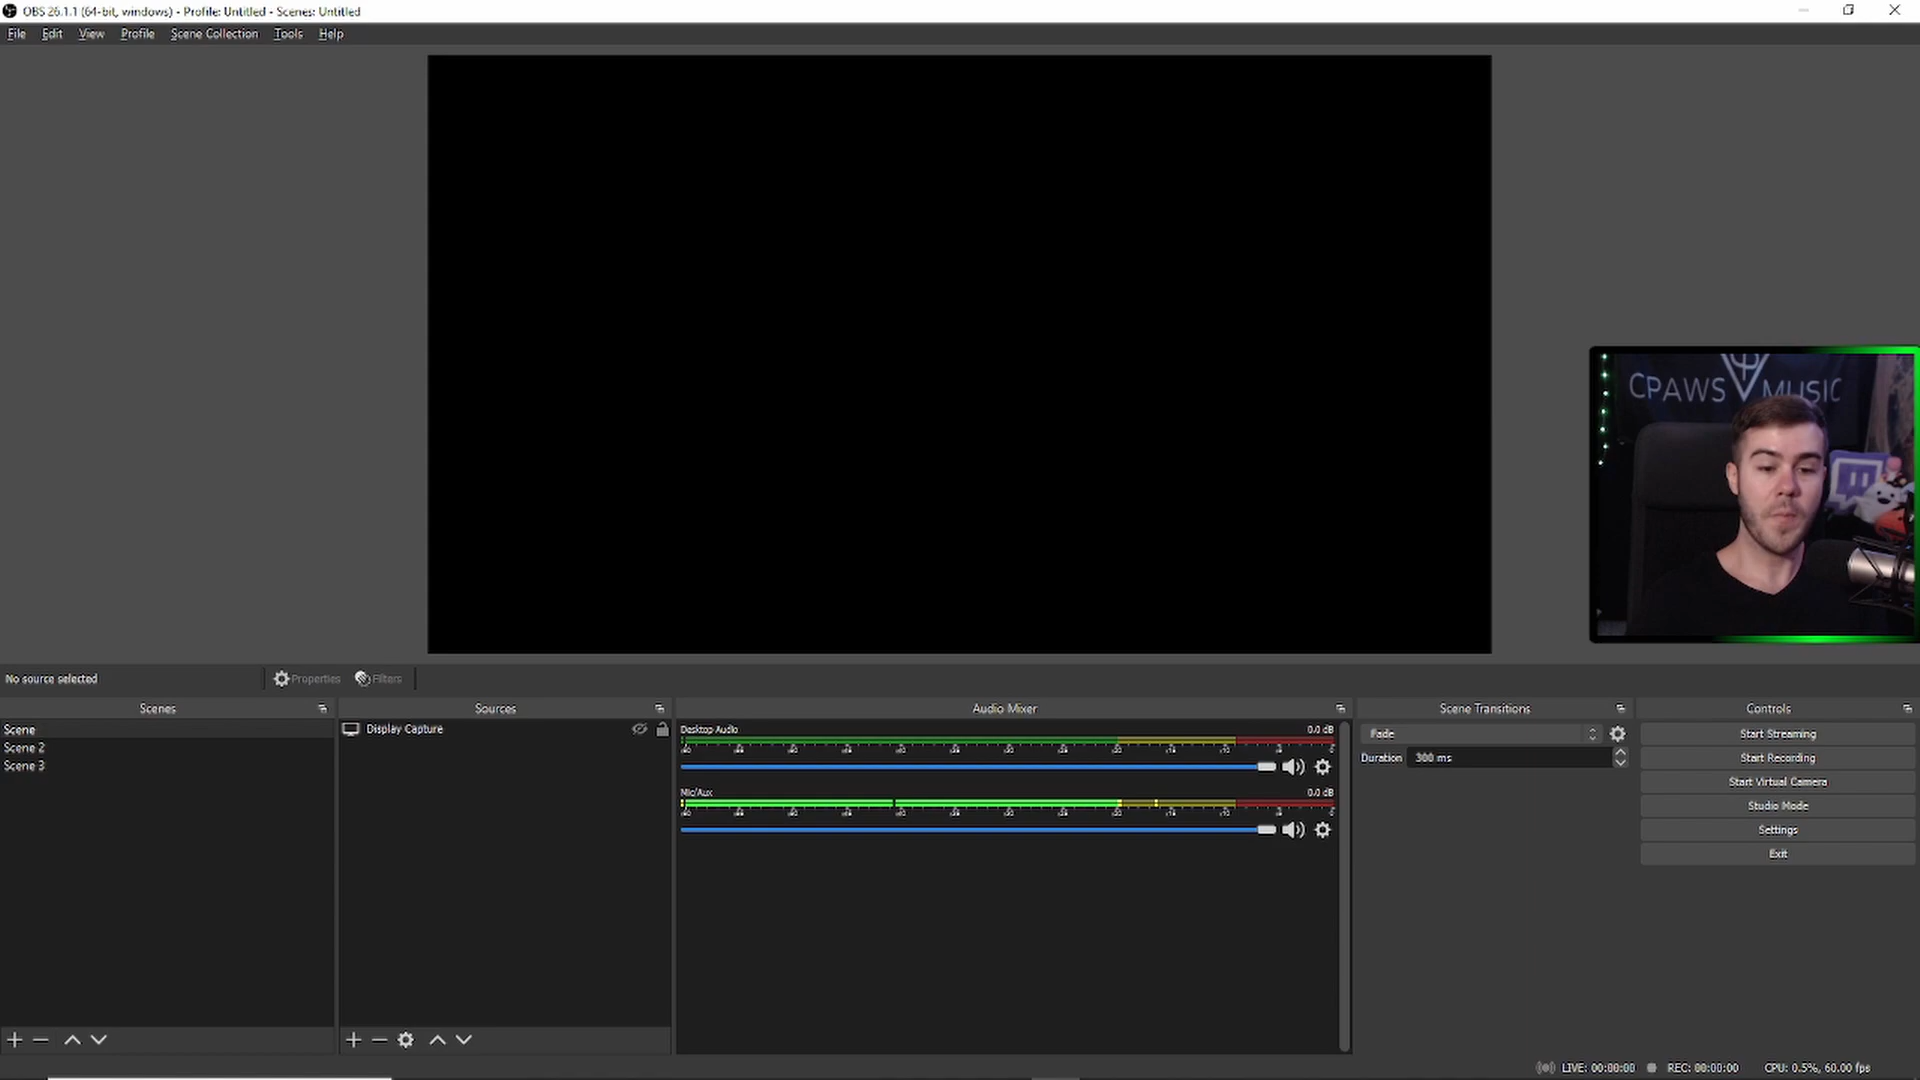 OBS 26.1.1 (64-bit, windows) - Profile: Untitled - Scenes: Untitled
File Edit View Profile Scene Collection Tools Help
CPAWS MUSIC
No source selected Properties Filters
Scenes Sources Audio Mixer Scene Transitions Controls
Scene
Scene 2
Scene 3
Display Capture
Desktop Audio 0.0 dB
Mic/Aux 0.0 dB
Fade
Duration 300 ms
Start Streaming
Start Recording
Start Virtual Camera
Studio Mode
Settings
Exit
LIVE: 00:00:00 REC: 00:00:00 CPU: 0.5%, 60.00 fps